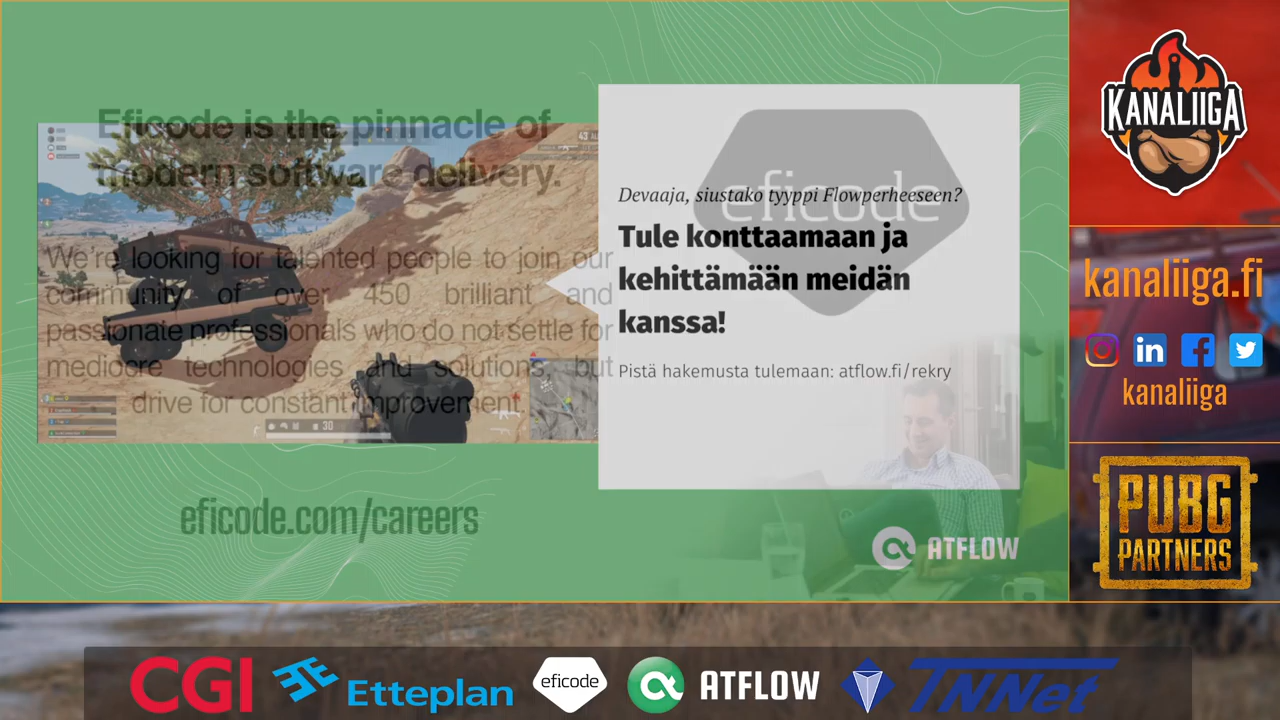 Eficode is the pinnacle of
modern software delivery.
We're looking for talented people to join our
community of over 450 brilliant and
passionate professionals who do not settle for
mediocre technologies and solutions, but
drive for constant improvement.
eficode.com/careers
eficode
Devaaja, siustako tyyppi Flowperheeseen?
Tule konttaamaan ja
kehittämään meidän
kanssa!
Pistä hakemusta tulemaan: atflow.fi/rekry
ATFLOW
30
KANALIIGA
kanaliiga.fi
kanaliiga
PUBG
PARTNERS
CGI
Etteplan
eficode
ATFLOW
TNNet